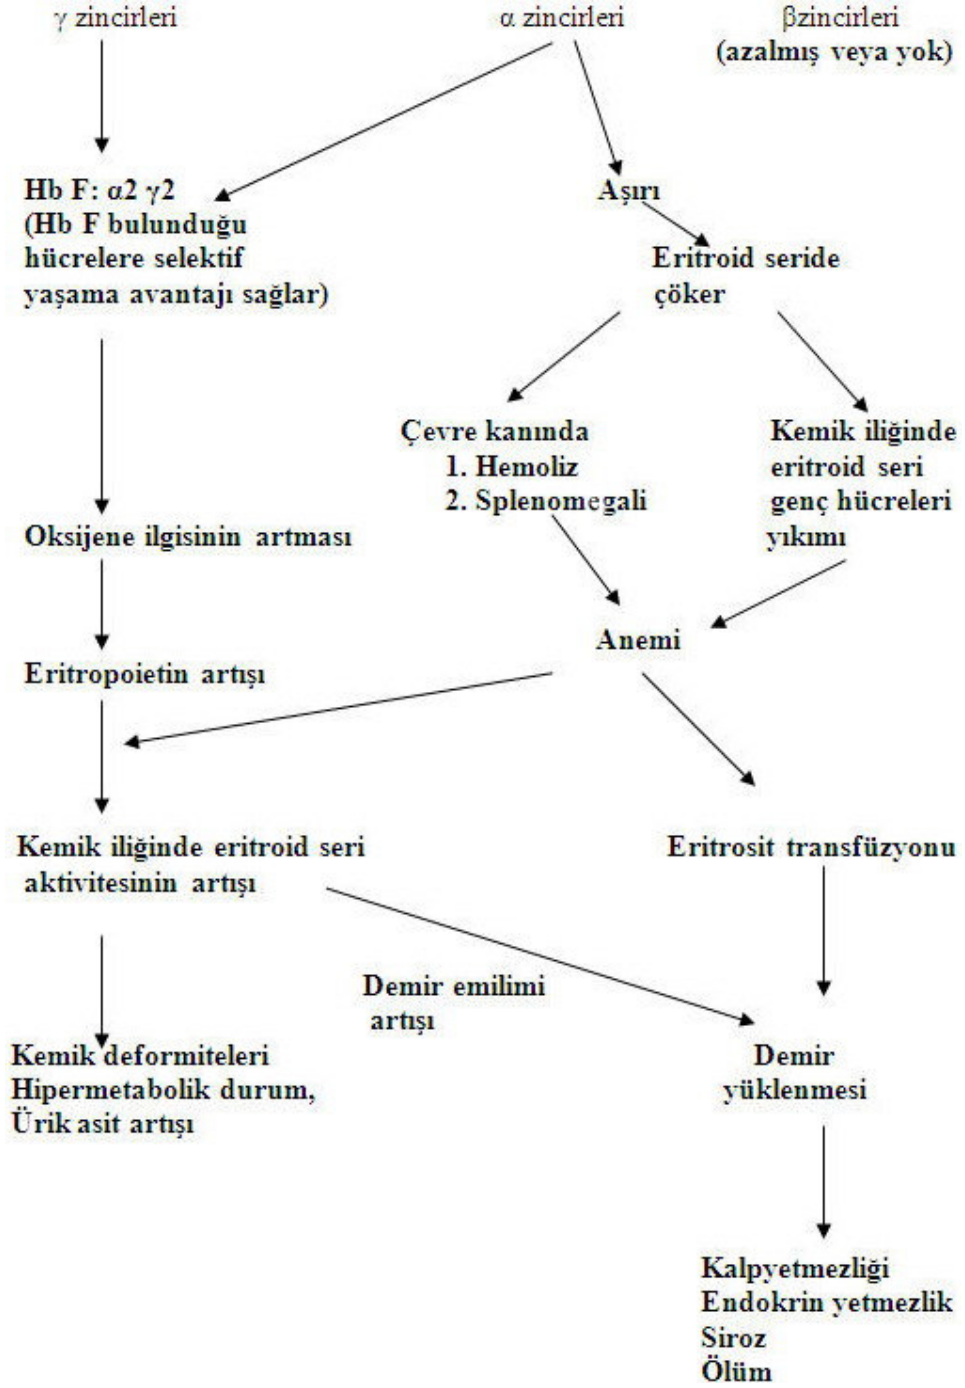 γ zincirleri
α zincirleri
βzincirleri
(azalmış veya yok)
Hb F: α2 γ2
(Hb F bulunduğu
hücrelere selektif
yaşama avantajı sağlar)
Aşırı
Eritroid seride
çöker
Çevre kanında
1. Hemoliz
2. Splenomegali
Kemik iliğinde
eritroid seri
genç hücreleri
yıkımı
Oksijene ilgisinin artması
Anemi
Eritropoietin artışı
Kemik iliğinde eritroid seri
aktivitesinin artışı
Eritrosit transfüzyonu
Demir emilimi
artışı
Kemik deformiteleri
Hipermetabolik durum,
Ürik asit artışı
Demir
yüklenmesi
Kalpyetmezliği
Endokrin yetmezlik
Siroz
Ölüm